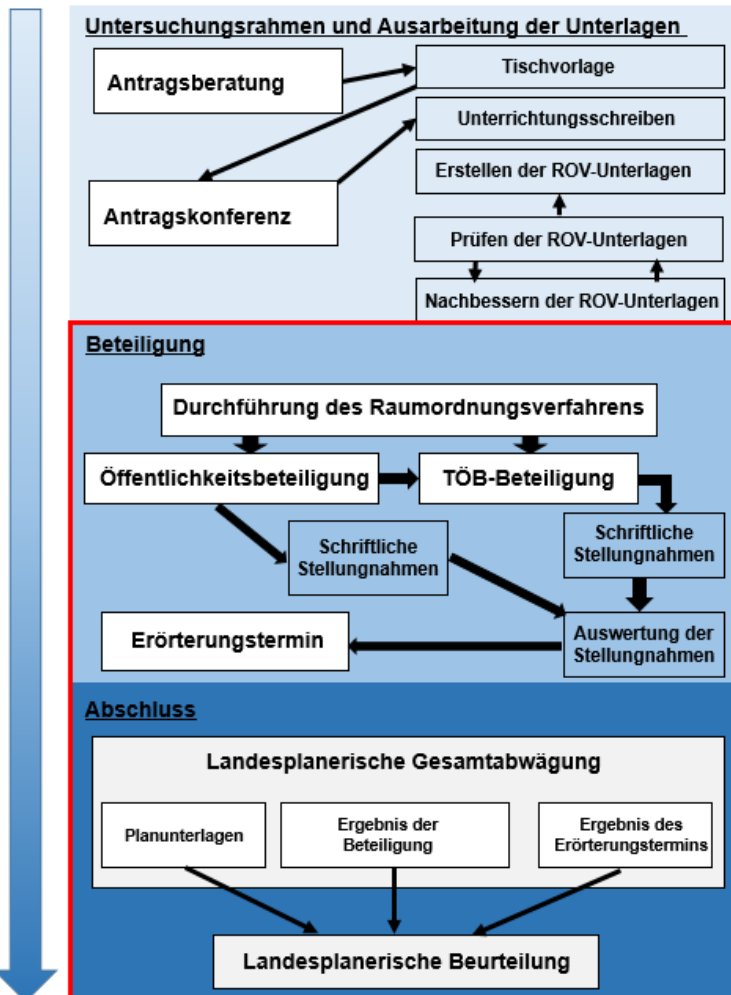 Untersuchungsrahmen und Ausarbeitung der Unterlagen
Antragsberatung
Tischvorlage
Unterrichtungsschreiben
Antragskonferenz
Erstellen der ROV-Unterlagen
Prüfen der ROV-Unterlagen
Nachbessern der ROV-Unterlagen
Beteiligung
Durchführung des Raumordnungsverfahrens
Öffentlichkeitsbeteiligung
TÖB-Beteiligung
Schriftliche
Stellungnahmen
Schriftliche
Stellungnahmen
Erörterungstermin
Auswertung der
Stellungnahmen
Abschluss
Landesplanerische Gesamtabwägung
Planunterlagen
Ergebnis der
Beteiligung
Ergebnis des
Erörterungstermins
Landesplanerische Beurteilung